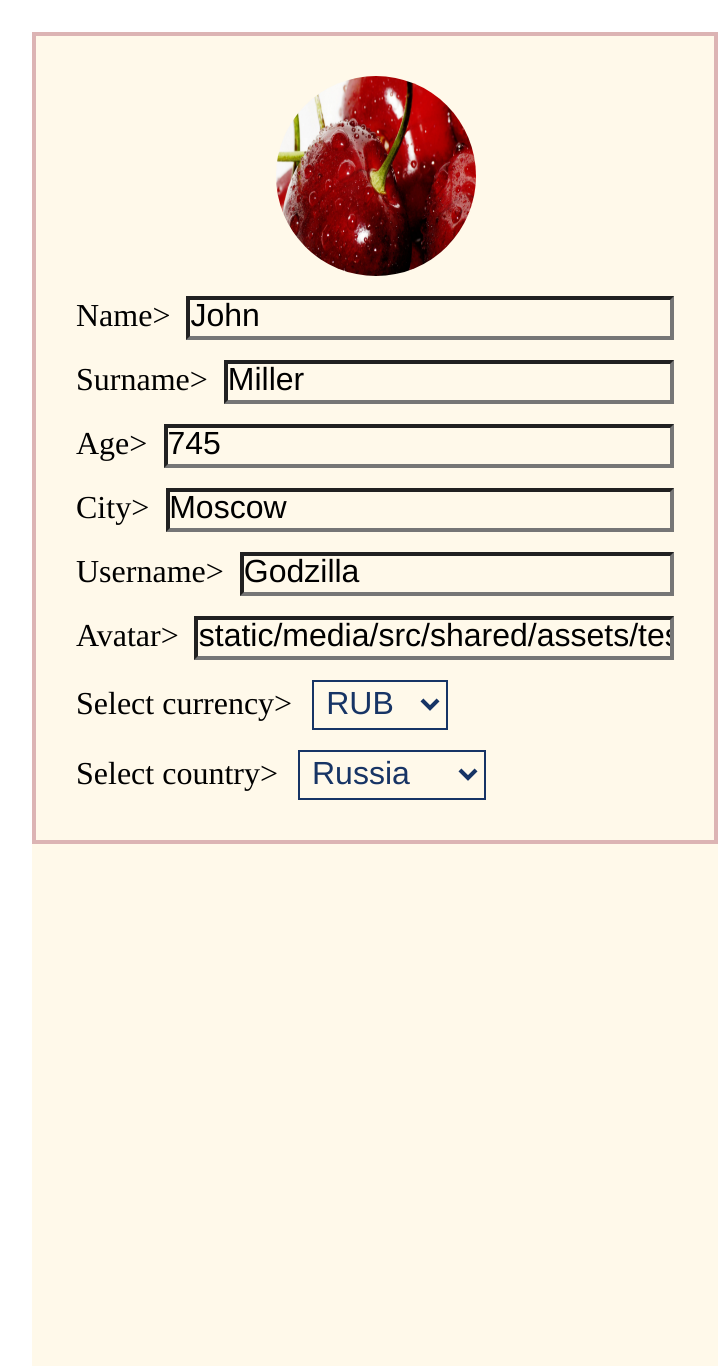 Name> John
Surname> Miller
Age> 745
City> Moscow
Username> Godzilla
Avatar> static/media/src/shared/assets/tes
Select currency> RUB
Select country> Russia